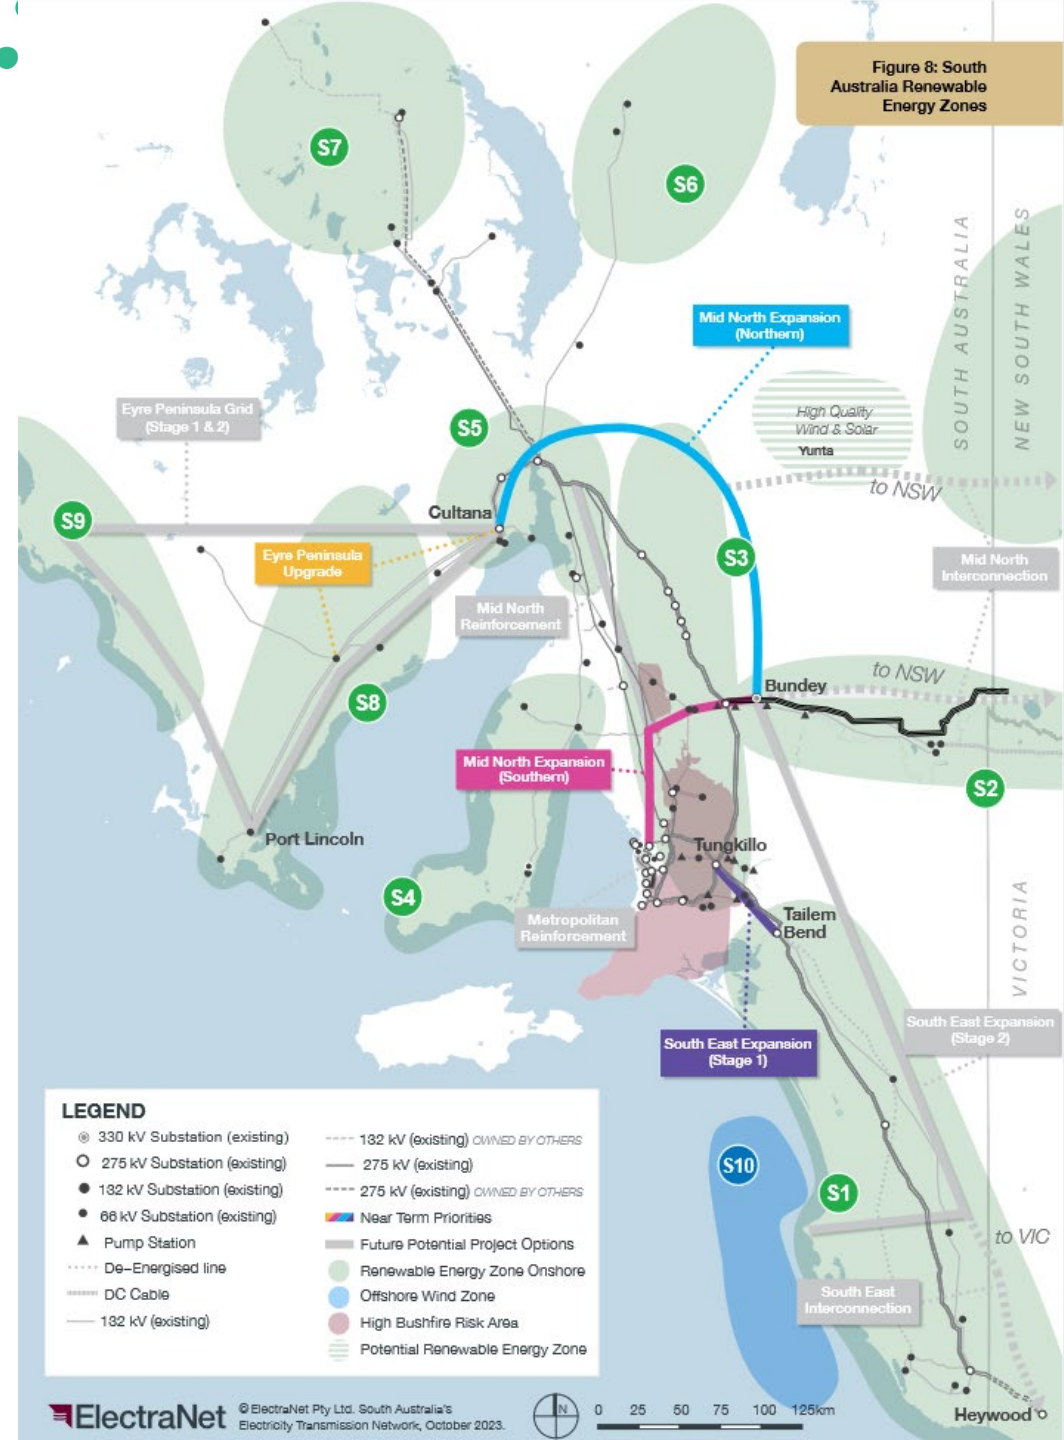 Figure 8: South
Australia Renewable
Energy Zones
S7
S6
SOUTH AUSTRALIA
NEW SOUTH WALES
Mid North Expansion
(Northern)
High Quality
Wind & Solar
Yunta
to NSW
Eyre Peninsula Grid
(Stage 1 & 2)
S5
S9
Cultana
Eyre Peninsula
Upgrade
S3
Mid North
Interconnection
Mid North
Reinforcement
to NSW
Bundey
S8
Mid North Expansion
(Southern)
S2
Port Lincoln
Tungkillo
S4
Metropolitan
Reinforcement
Tailem
Bend
VICTORIA
South East Expansion
(Stage 1)
South East Expansion
(Stage 2)
S10
S1
to VIC
South East
Interconnection
Heywood
LEGEND
330 kV Substation (existing)
275 kV Substation (existing)
132 kV Substation (existing)
66 kV Substation (existing)
Pump Station
De-Energised line
DC Cable
132 kV (existing)
132 kV (existing) OWNED BY OTHERS
275 kV (existing)
275 kV (existing) OWNED BY OTHERS
Near Term Priorities
Future Potential Project Options
Renewable Energy Zone Onshore
Offshore Wind Zone
High Bushfire Risk Area
Potential Renewable Energy Zone
ElectraNet
© ElectraNet Pty Ltd. South Australia's
Electricity Transmission Network, October 2023.
N
0 25 50 75 100 125km